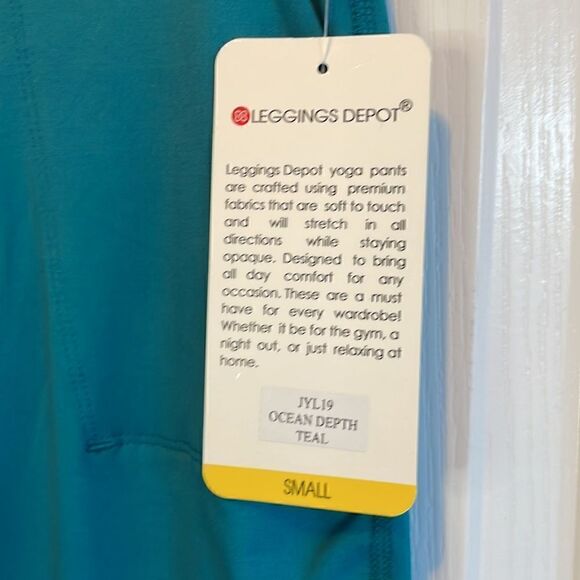 LEGGINGS DEPOT®
Leggings Depot yoga pants
are crafted using premium
fabrics that are soft to touch
and will stretch in all
directions while staying
opaque. Designed to bring
all day comfort for any
occasion. These are a must
have for every wardrobe!
Whether it be for the gym, a
night out, or just relaxing at
home.
JYL19
OCEAN DEPTH
TEAL
SMALL